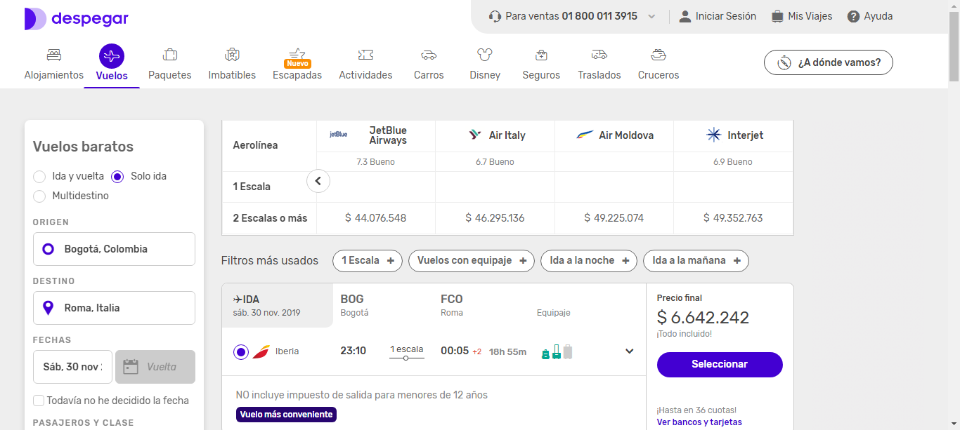 despegar
Para ventas 01 800 011 3915
Iniciar Sesión
Mis Viajes
Ayuda
Alojamientos
Vuelos
Paquetes
Imbatibles
Nuevo
Escapadas
Actividades
Carros
Disney
Seguros
Traslados
Cruceros
¿A dónde vamos?
Vuelos baratos
Ida y vuelta
Solo ida
Multidestino
ORIGEN
Bogotá, Colombia
DESTINO
Roma, Italia
FECHAS
Sáb, 30 nov 2
Vuelta
Todavía no he decidido la fecha
PASAJEROS Y CLASE
Aerolínea
jetBlue
JetBlue
Airways
Air Italy
Air Moldova
Interjet
7.3 Bueno
6.7 Bueno
6.9 Bueno
1 Escala
2 Escalas o más
$ 44.076.548
$ 46.295.136
$ 49.225.074
$ 49.352.763
Filtros más usados
1 Escala +
Vuelos con equipaje +
Ida a la noche +
Ida a la mañana +
IDA
sáb. 30 nov. 2019
BOG
Bogotá
FCO
Roma
Equipaje
Iberia
23:10
1 escala
00:05 +2
18h 55m
NO incluye impuesto de salida para menores de 12 años
Vuelo más conveniente
Precio final
$ 6.642.242
¡Todo incluido!
Seleccionar
¡Hasta en 36 cuotas!
Ver bancos y tarjetas